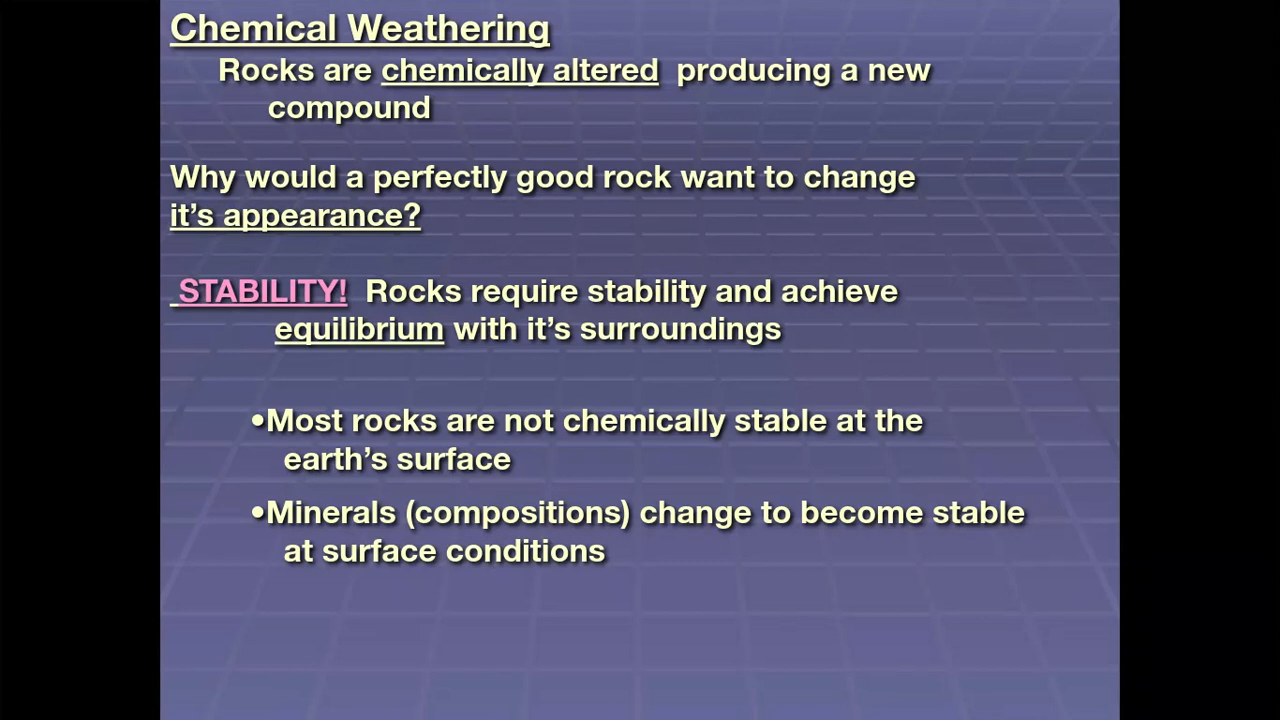 Chemical Weathering
Rocks are chemically altered producing a new
compound
Why would a perfectly good rock want to change
it’s appearance?
STABILITY! Rocks require stability and achieve
equilibrium with it’s surroundings
•Most rocks are not chemically stable at the
earth’s surface
•Minerals (compositions) change to become stable
at surface conditions